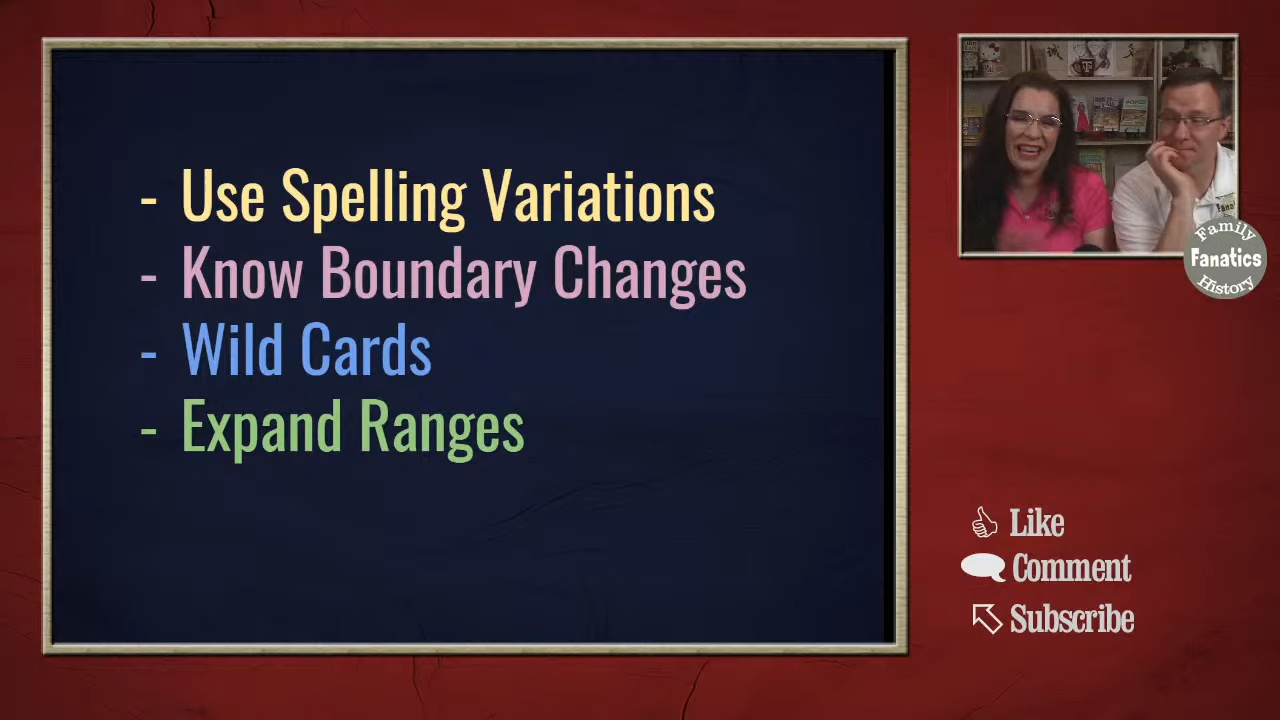 - Use Spelling Variations
- Know Boundary Changes
- Wild Cards
- Expand Ranges
Family
Fanatics
History
Like
Comment
Subscribe